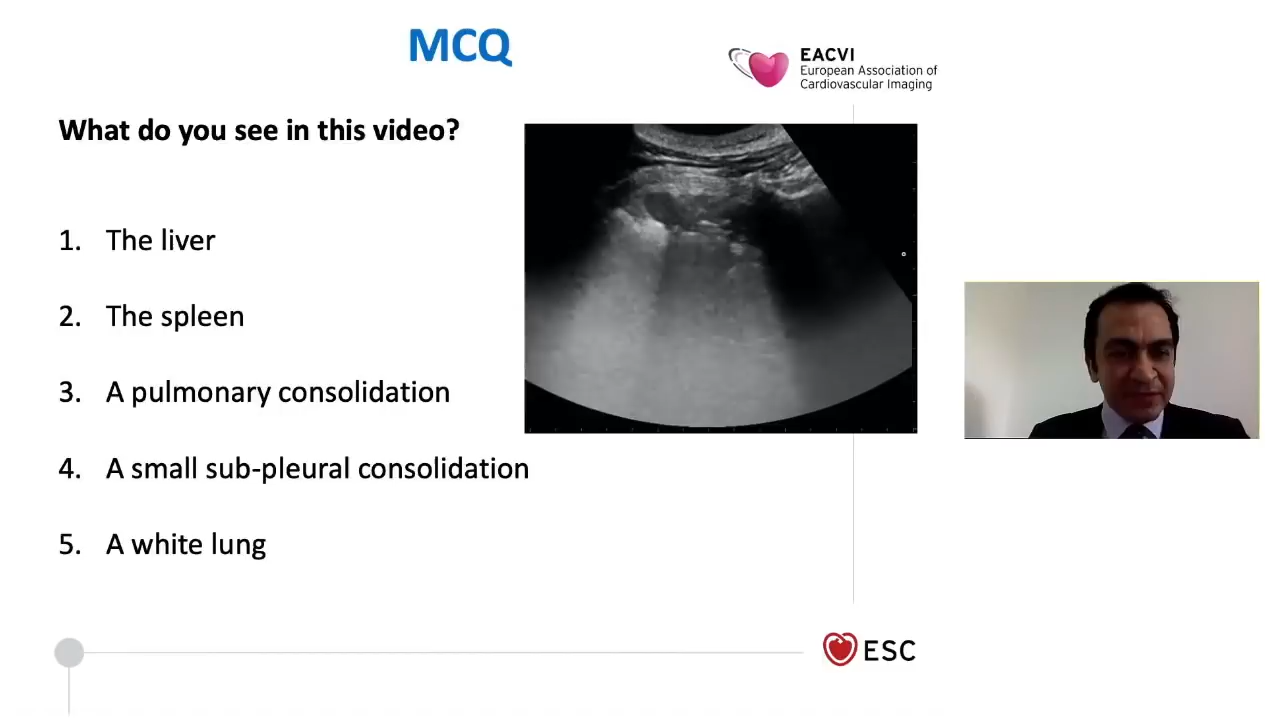 MCQ
EACVI
European Association of
Cardiovascular Imaging
What do you see in this video?
1. The liver
2. The spleen
3. A pulmonary consolidation
4. A small sub-pleural consolidation
5. A white lung
ESC